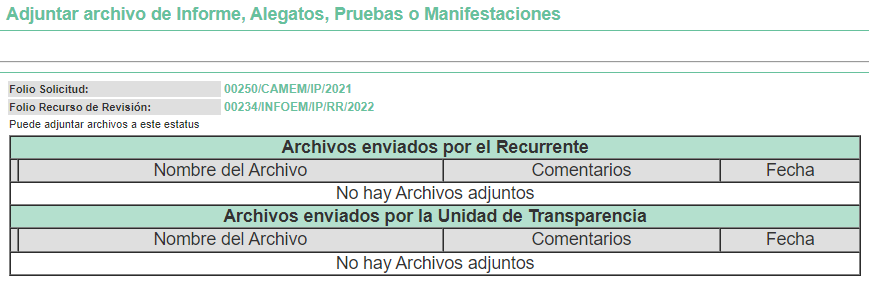 Adjuntar archivo de Informe, Alegatos, Pruebas o Manifestaciones
Folio Solicitud: 00250/CAMEM/IP/2021
Folio Recurso de Revisión: 00234/INFOEM/IP/RR/2022
Puede adjuntar archivos a este estatus
Archivos enviados por el Recurrente
Nombre del Archivo Comentarios Fecha
No hay Archivos adjuntos
Archivos enviados por la Unidad de Transparencia
Nombre del Archivo Comentarios Fecha
No hay Archivos adjuntos